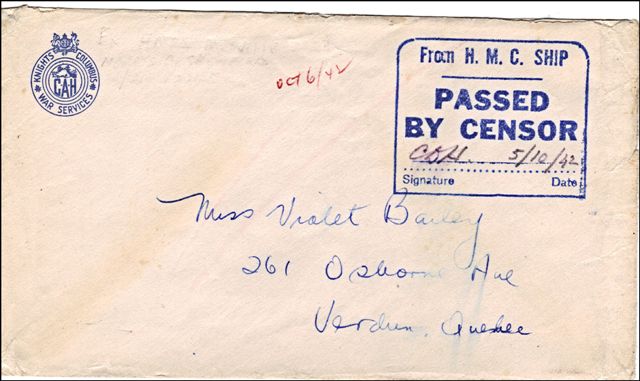 KNIGHTS COLUMBUS
CAH
WAR SERVICES
OCT 6/42
From H. M. C. SHIP
PASSED
BY CENSOR
CDH. 5/10/42
Signature Date
Miss Violet Bailey
261 Osborne Ave
Verdun, Quebec